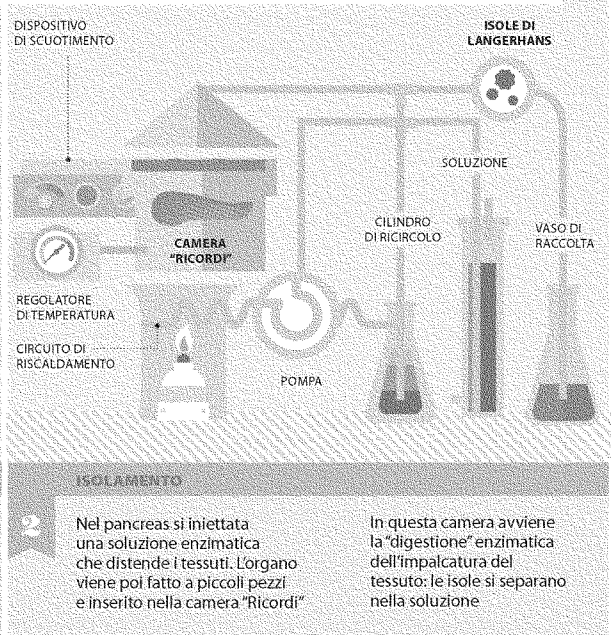 DISPOSITIVO
DI SCUOTIMENTO
ISOLE DI
LANGERHANS
SOLUZIONE
CILINDRO
DI RICIRCOLO
VASO DI
RACCOLTA
CAMERA
"RICORDI"
REGOLATORE
DI TEMPERATURA
CIRCUITO DI
RISCALDAMENTO
POMPA
ISOLAMENTO
2
Nel pancreas si iniettata
una soluzione enzimatica
che distende i tessuti. L'organo
viene poi fatto a piccoli pezzi
e inserito nella camera "Ricordi"
In questa camera avviene
la "digestione" enzimatica
dell'impalcatura del
tessuto: le isole si separano
nella soluzione